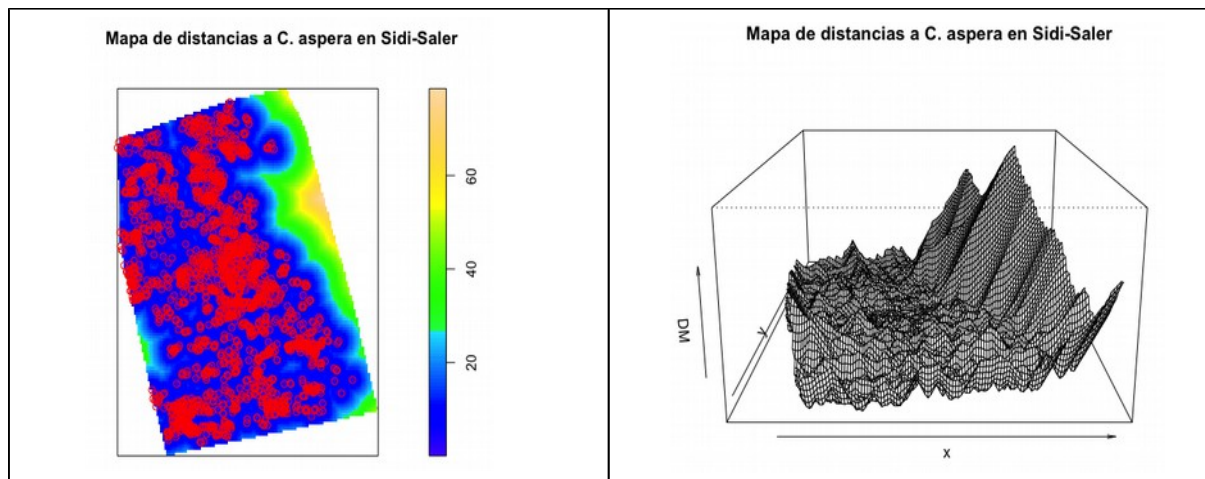 Mapa de distancias a C. aspera en Sidi-Saler
60
40
20
Mapa de distancias a C. aspera en Sidi-Saler
DM
Y
X